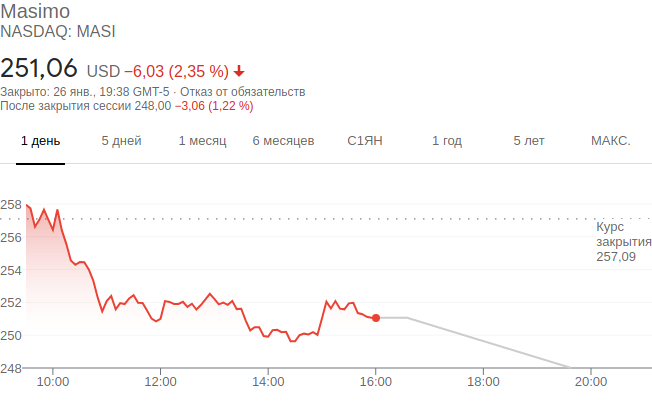 Masimo
NASDAQ: MASI
251,06 USD −6,03 (2,35 %)
Закрыто: 26 янв., 19:38 GMT-5 · Отказ от обязательств
После закрытия сессии 248,00 −3,06 (1,22 %)
1 день 5 дней 1 месяц 6 месяцев С1ЯН 1 год 5 лет МАКС.
258
256
254
252
250
248
Курс
закрытия
257,09
10:00 12:00 14:00 16:00 18:00 20:00